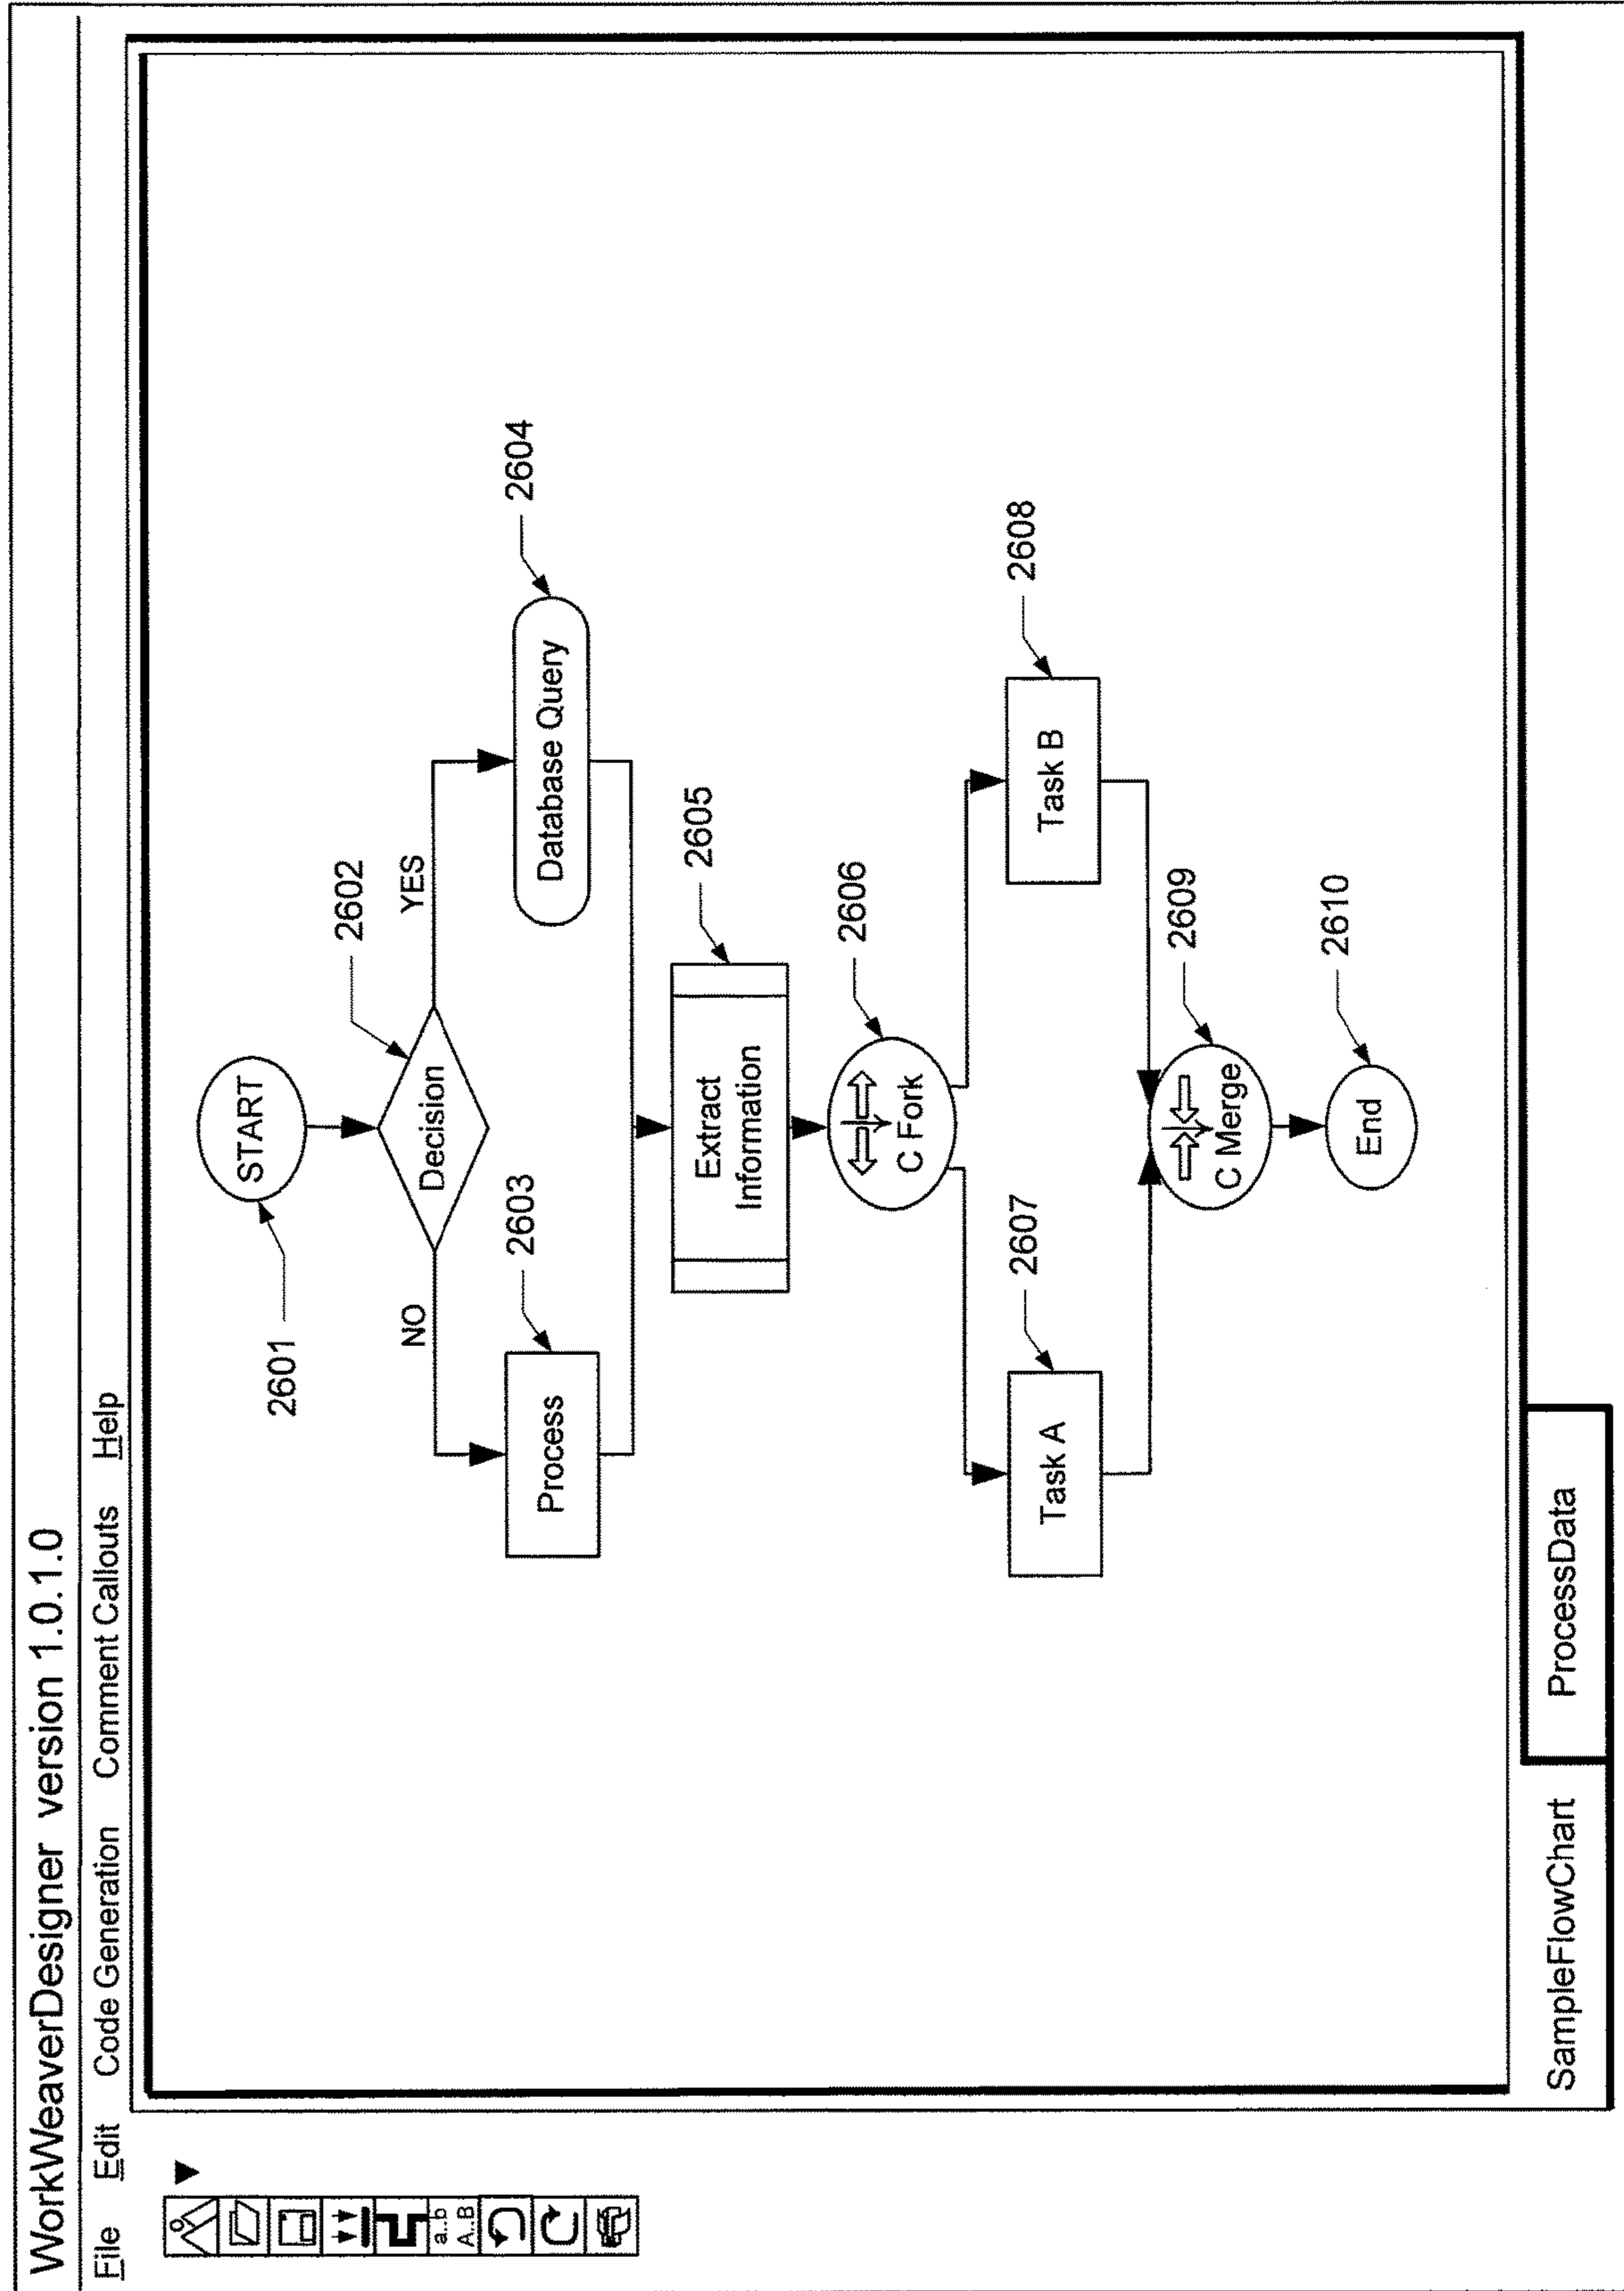 WorkWeaverDesigner version 1.0.1.0
File Edit Code Generation Comment Callouts Help
a..b
A..B
2601
START
2602
Decision
NO
YES
2603
Process
2604
Database Query
2605
Extract
Information
2606
C Fork
2607
Task A
2608
Task B
2609
C Merge
2610
End
SampleFlowChart
ProcessData